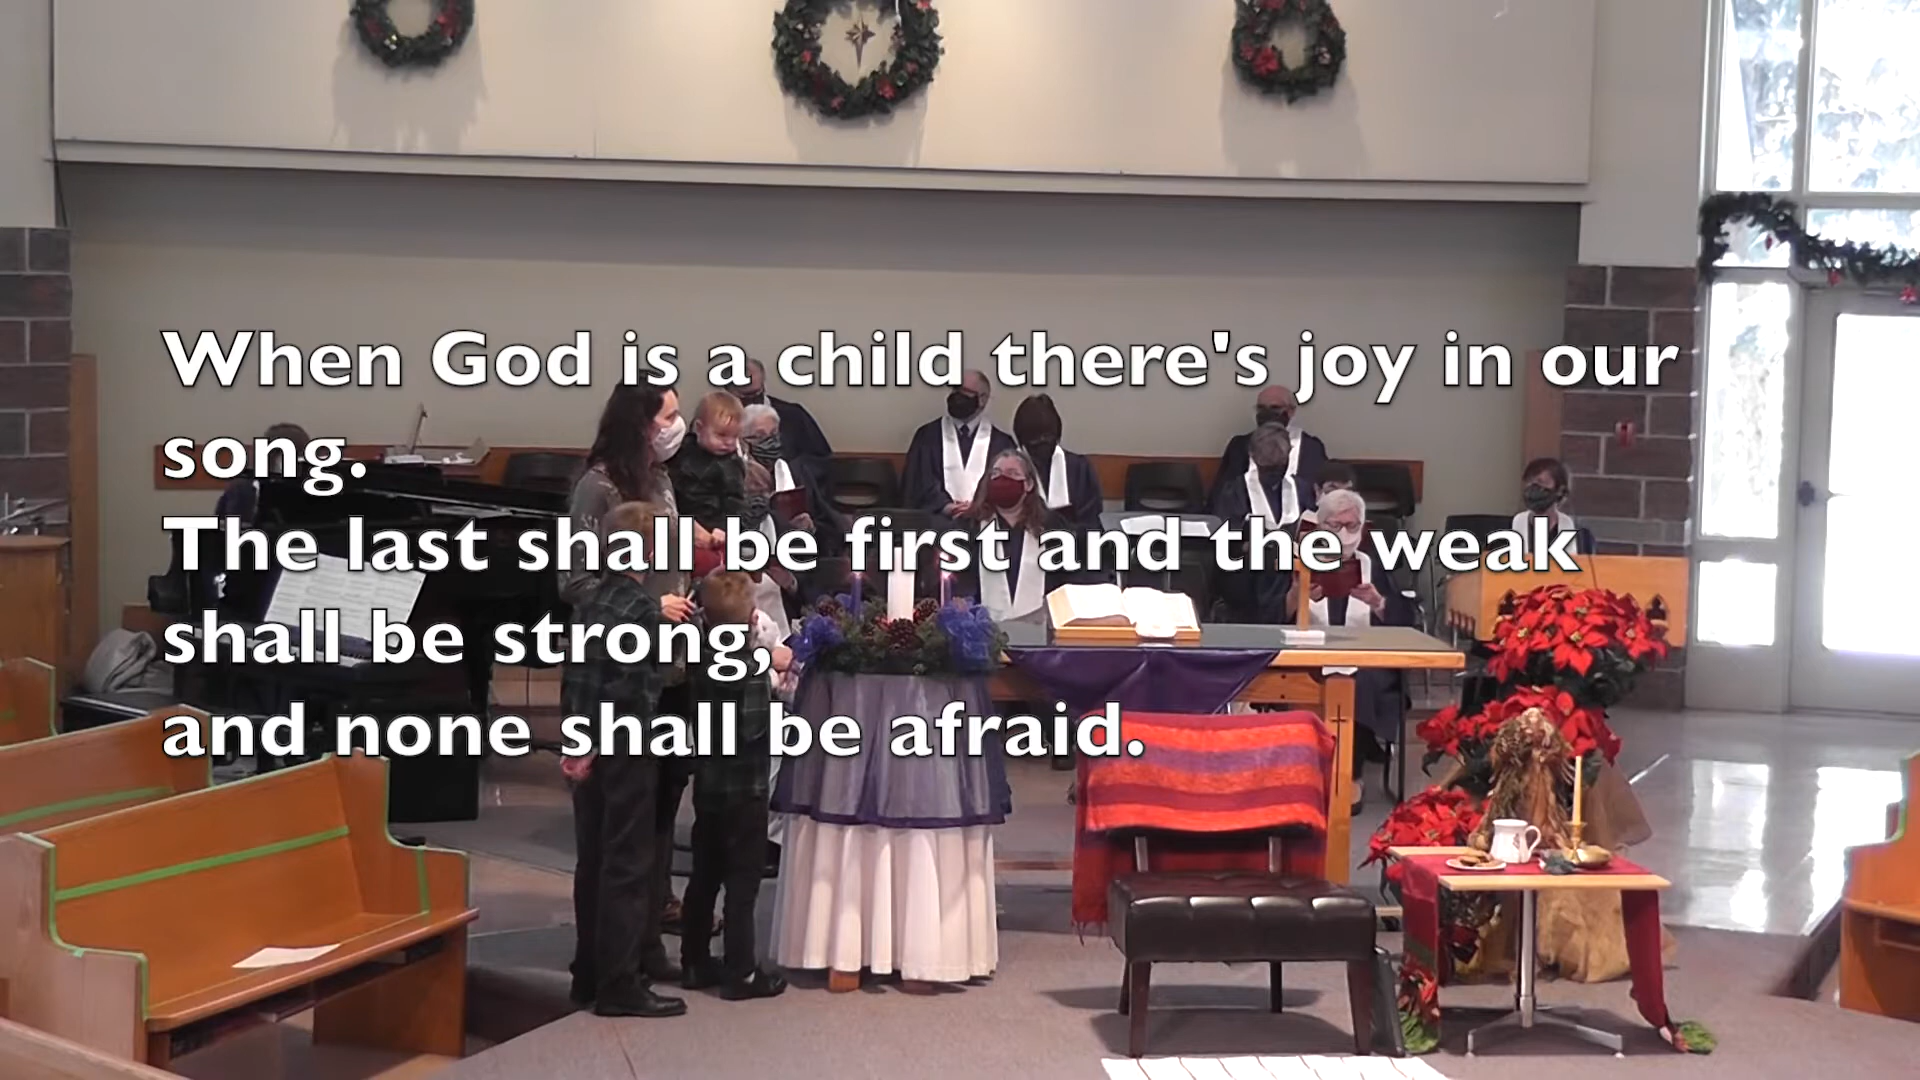 When God is a child there's joy in our
song.
The last shall be first and the weak
shall be strong,
and none shall be afraid.